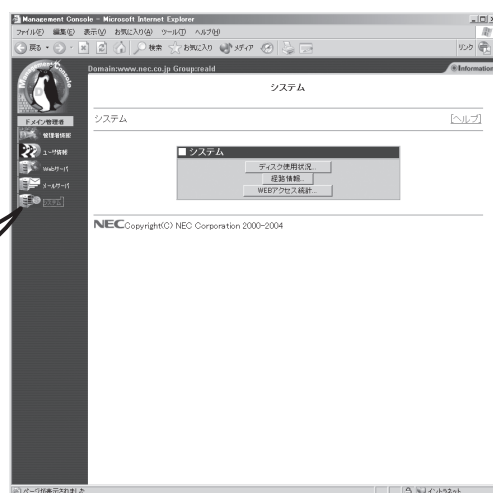 Management Console - Microsoft Internet Explorer
ファイル(F) 編集(E) 表示(V) お気に入り(A) ツール(T) ヘルプ(H)
戻る 検索 お気に入り メディア リンク
Management Console
Domain:www.nec.co.jp Group:reald
Information
システム
ドメイン管理者
管理者情報
ユーザ情報
Webサーバ
メールサーバ
システム
システム [ヘルプ]
■ システム
ディスク使用状況...
経路情報...
WEBアクセス統計...
NEC Copyright(C) NEC Corporation 2000-2004
ページが表示されました イントラネット